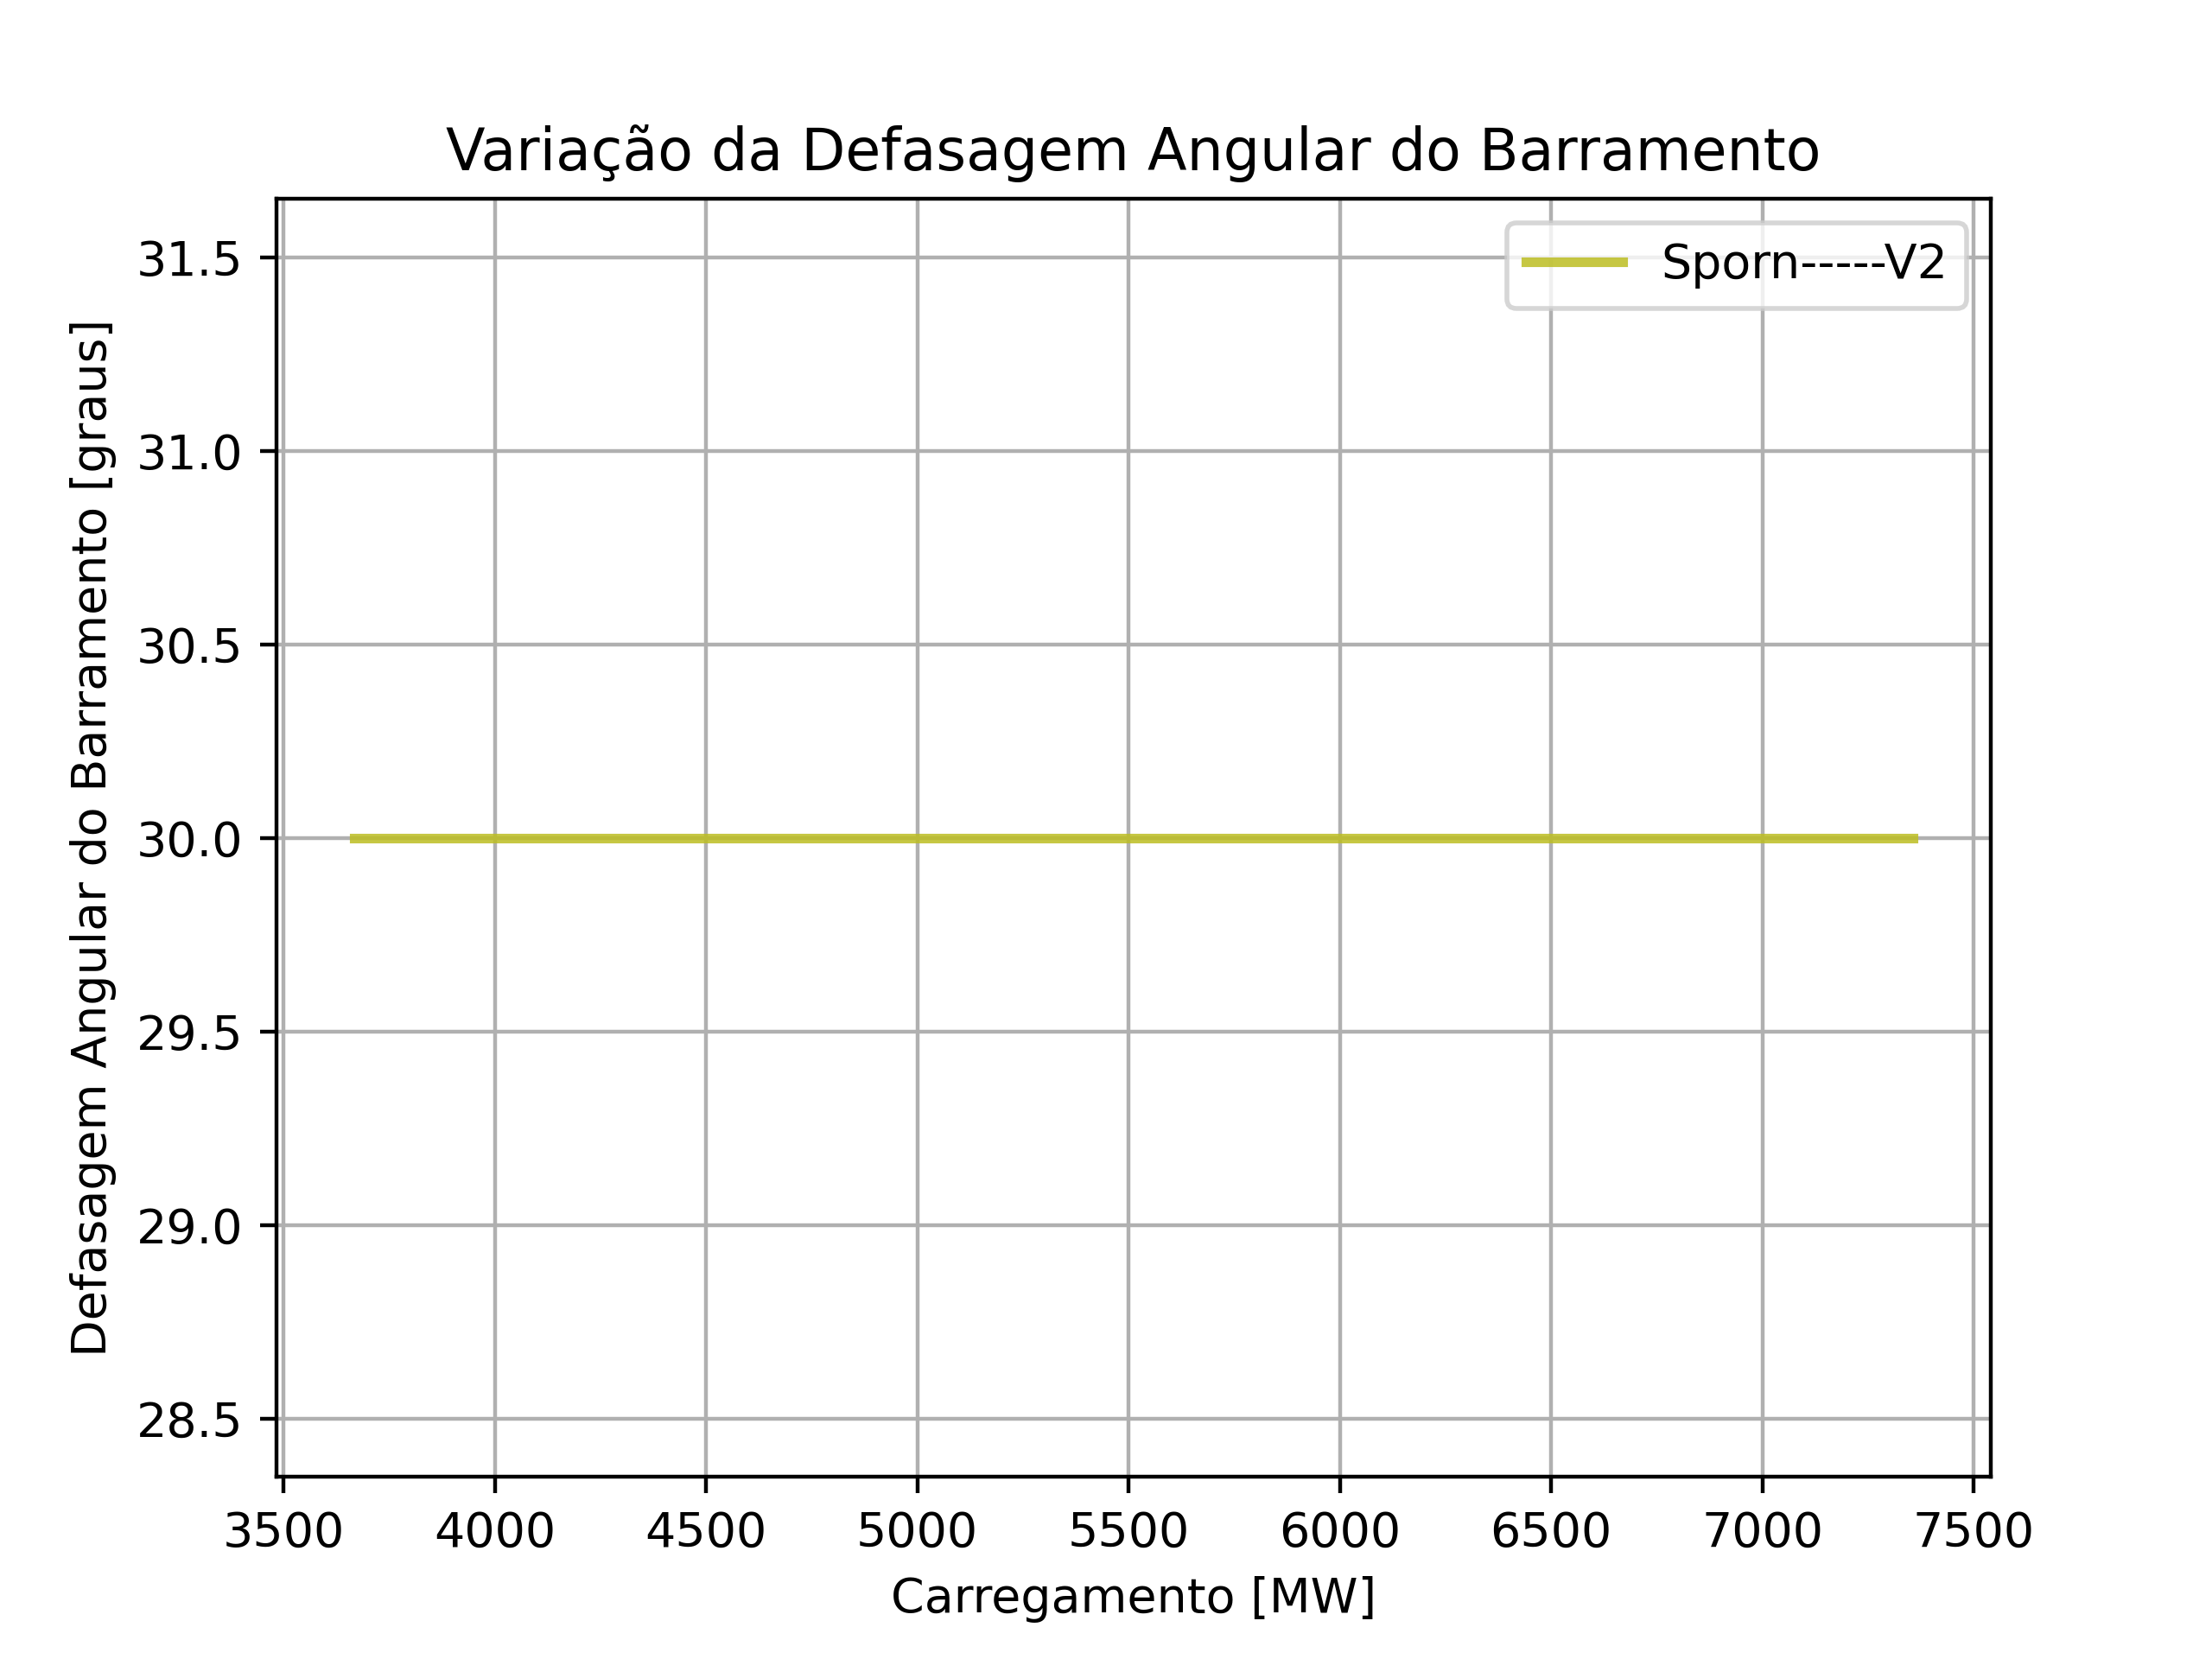 Variação da Defasagem Angular do Barramento
Sporn-----V2
Defasagem Angular do Barramento [graus]
31.5
31.0
30.5
30.0
29.5
29.0
28.5
3500 4000 4500 5000 5500 6000 6500 7000 7500
Carregamento [MW]